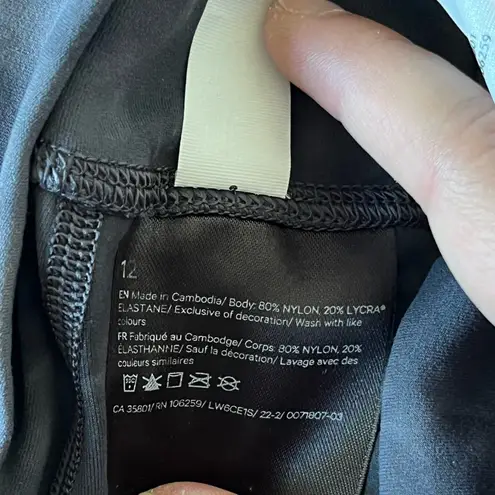 12
EN Made in Cambodia/ Body: 80% NYLON, 20% LYCRA®
ELASTANE/ Exclusive of decoration/ Wash with like
colours
FR Fabriqué au Cambodge/ Corps: 80% NYLON, 20%
ÉLASTHANNE/ Sauf la décoration/ Lavage avec des
couleurs similaires
CA 35801/ RN 106259/ LW6CE1S/ 22-2/ 0071807-03